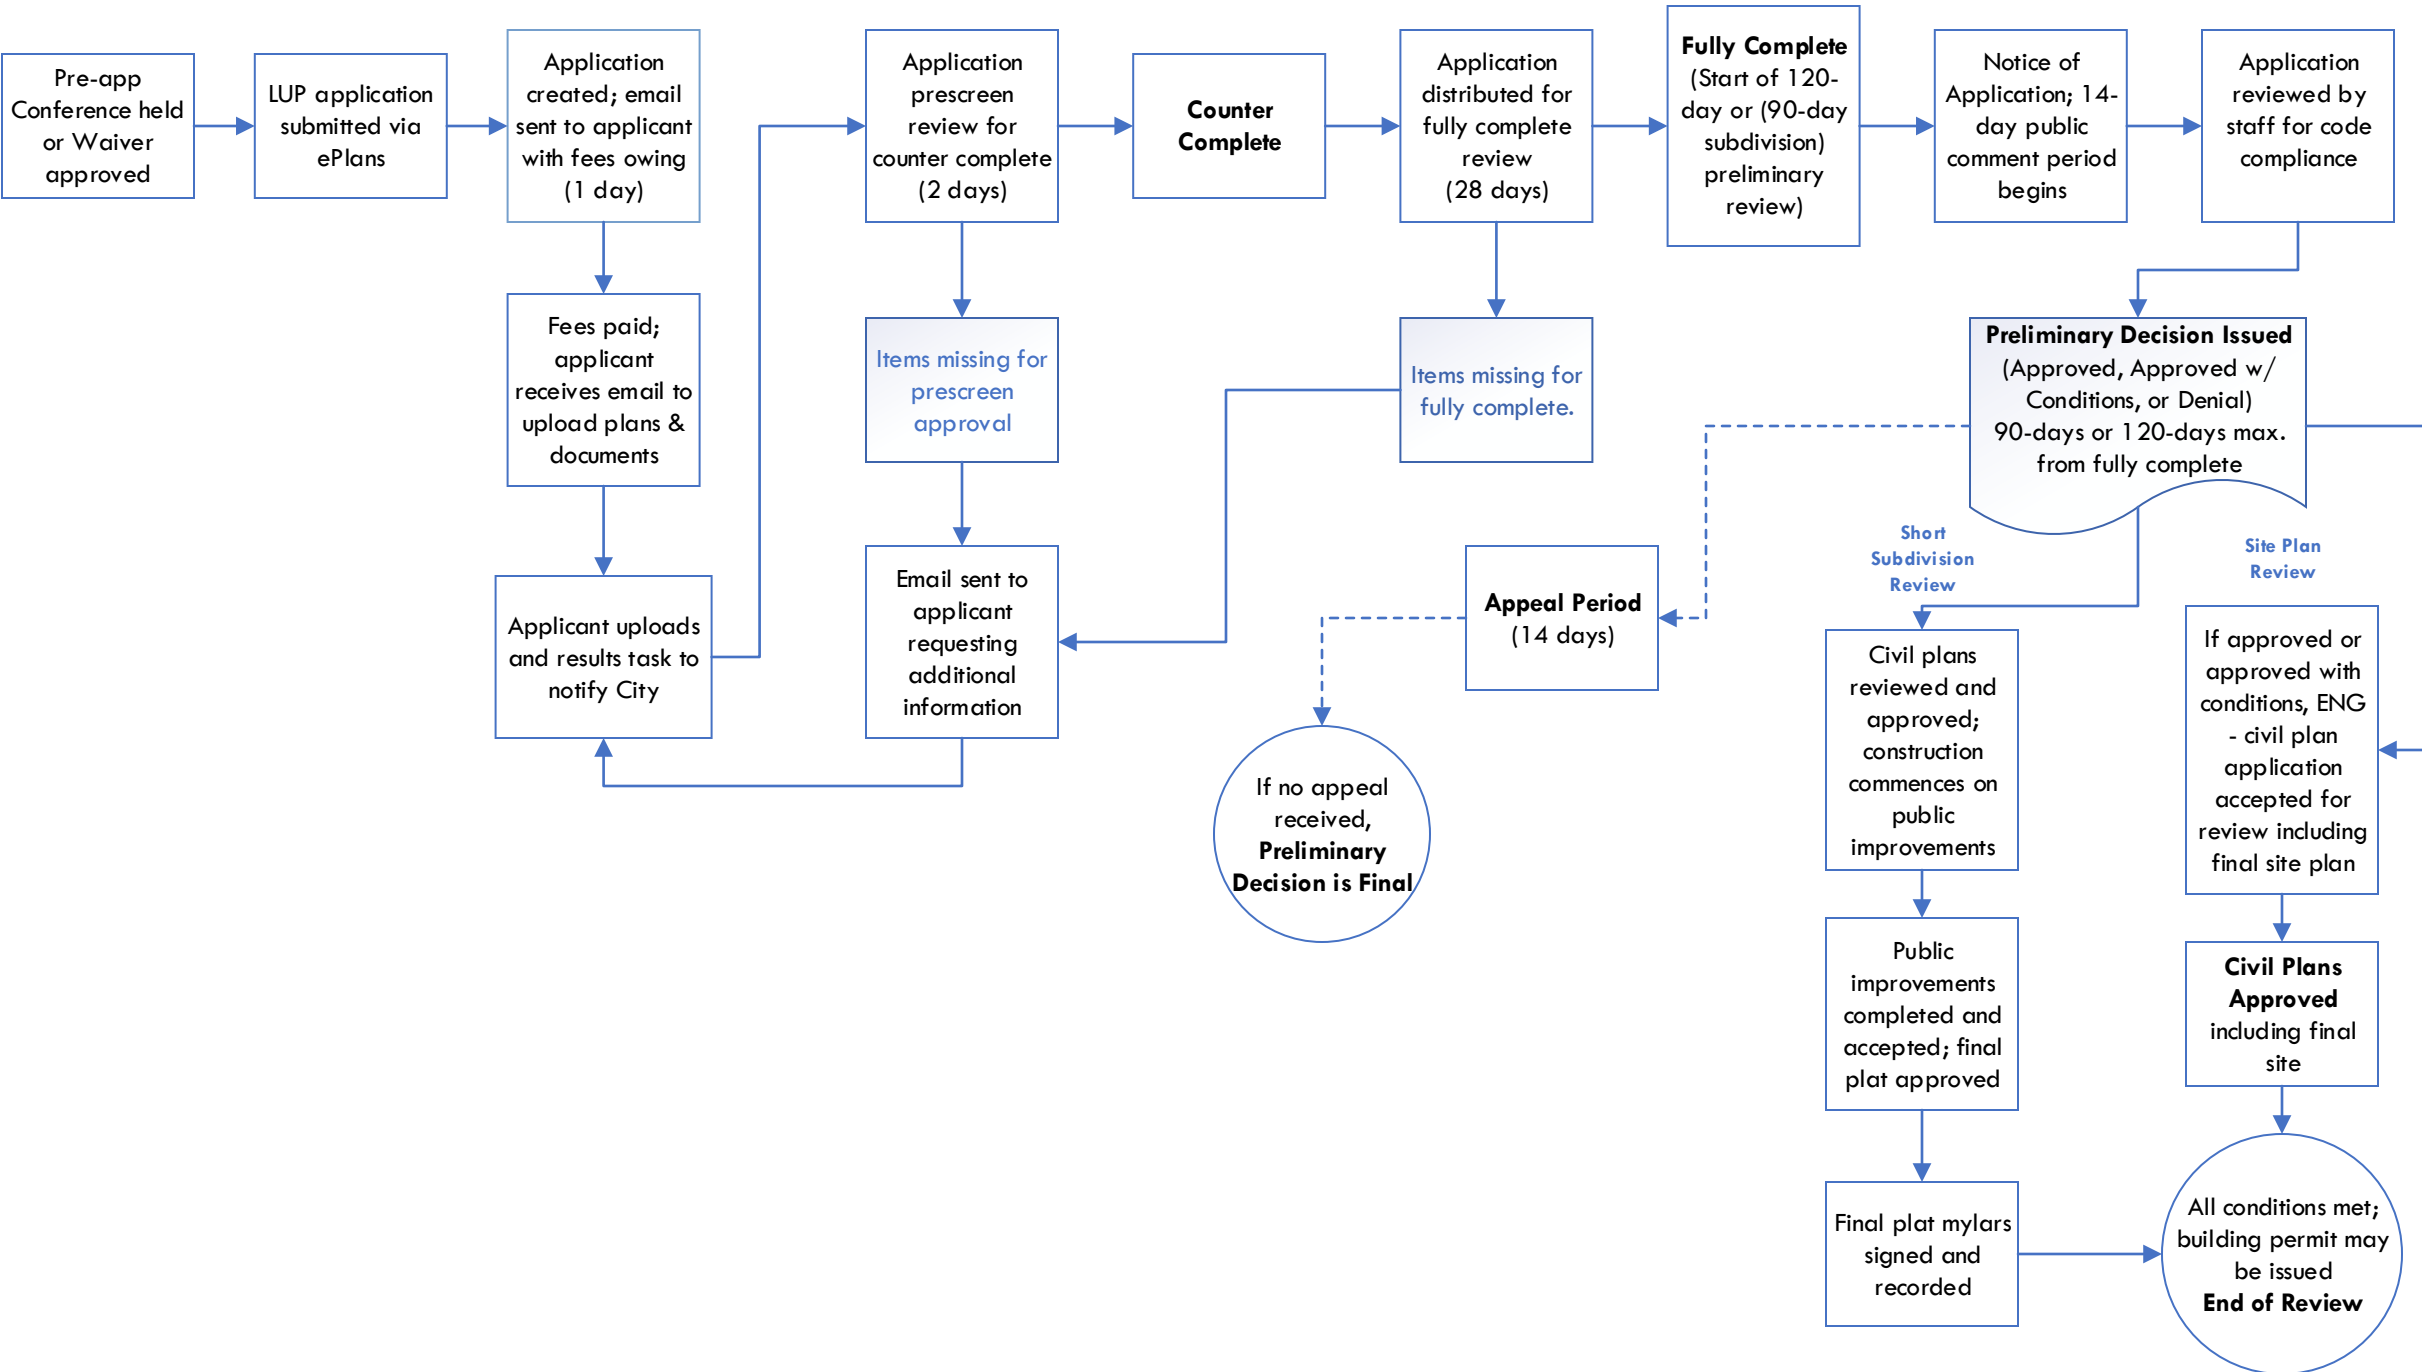 Pre-app
Conference held
or Waiver
approved
LUP application
submitted via
ePlans
Application
created; email
sent to applicant
with fees owing
(1 day)
Fees paid;
applicant
receives email to
upload plans &
documents
Applicant uploads
and results task to
notify City
Application
prescreen
review for
counter complete
(2 days)
Items missing for
prescreen
approval
Email sent to
applicant
requesting
additional
information
Counter
Complete
Application
distributed for
fully complete
review
(28 days)
Items missing for
fully complete.
Fully Complete
(Start of 120-
day or (90-day
subdivision)
preliminary
review)
Notice of
Application; 14-
day public
comment period
begins
Application
reviewed by
staff for code
compliance
Preliminary Decision Issued
(Approved, Approved w/
Conditions, or Denial)
90-days or 120-days max.
from fully complete
Appeal Period
(14 days)
If no appeal
received,
Preliminary
Decision is Final
Short
Subdivision
Review
Civil plans
reviewed and
approved;
construction
commences on
public
improvements
Public
improvements
completed and
accepted; final
plat approved
Final plat mylars
signed and
recorded
Site Plan
Review
If approved or
approved with
conditions, ENG
- civil plan
application
accepted for
review including
final site plan
Civil Plans
Approved
including final
site
All conditions met;
building permit may
be issued
End of Review